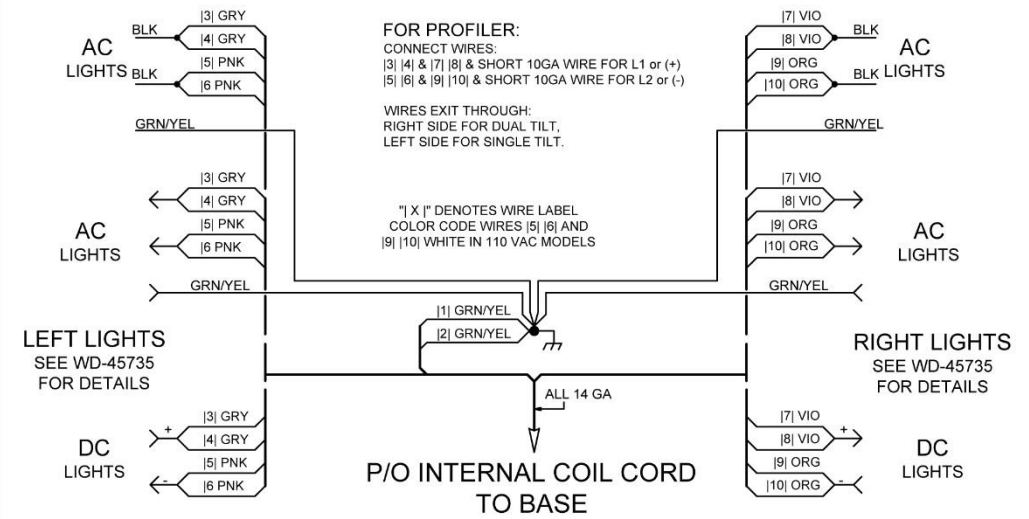 |3| GRY
BLK
|4| GRY
AC
LIGHTS
|5| PNK
BLK
|6 PNK
GRN/YEL
FOR PROFILER:
CONNECT WIRES:
|3| |4| & |7| |8| & SHORT 10GA WIRE FOR L1 or (+)
|5| |6| & |9| |10| & SHORT 10GA WIRE FOR L2 or (-)
WIRES EXIT THROUGH:
RIGHT SIDE FOR DUAL TILT,
LEFT SIDE FOR SINGLE TILT.
|7| VIO
BLK
|8| VIO
AC
LIGHTS
|9| ORG
BLK
|10| ORG
GRN/YEL
|3| GRY
|4| GRY
AC
LIGHTS
|5| PNK
|6 PNK
GRN/YEL
"| X |" DENOTES WIRE LABEL
COLOR CODE WIRES |5| |6| AND
|9| |10| WHITE IN 110 VAC MODELS
|7| VIO
|8| VIO
AC
LIGHTS
|9| ORG
|10| ORG
GRN/YEL
|1| GRN/YEL
|2| GRN/YEL
LEFT LIGHTS
SEE WD-45735
FOR DETAILS
RIGHT LIGHTS
SEE WD-45735
FOR DETAILS
ALL 14 GA
|3| GRY
+
|4| GRY
DC
LIGHTS
|5| PNK
-
|6 PNK
P/O INTERNAL COIL CORD
TO BASE
|7| VIO
+
|8| VIO
DC
LIGHTS
|9| ORG
-
|10| ORG